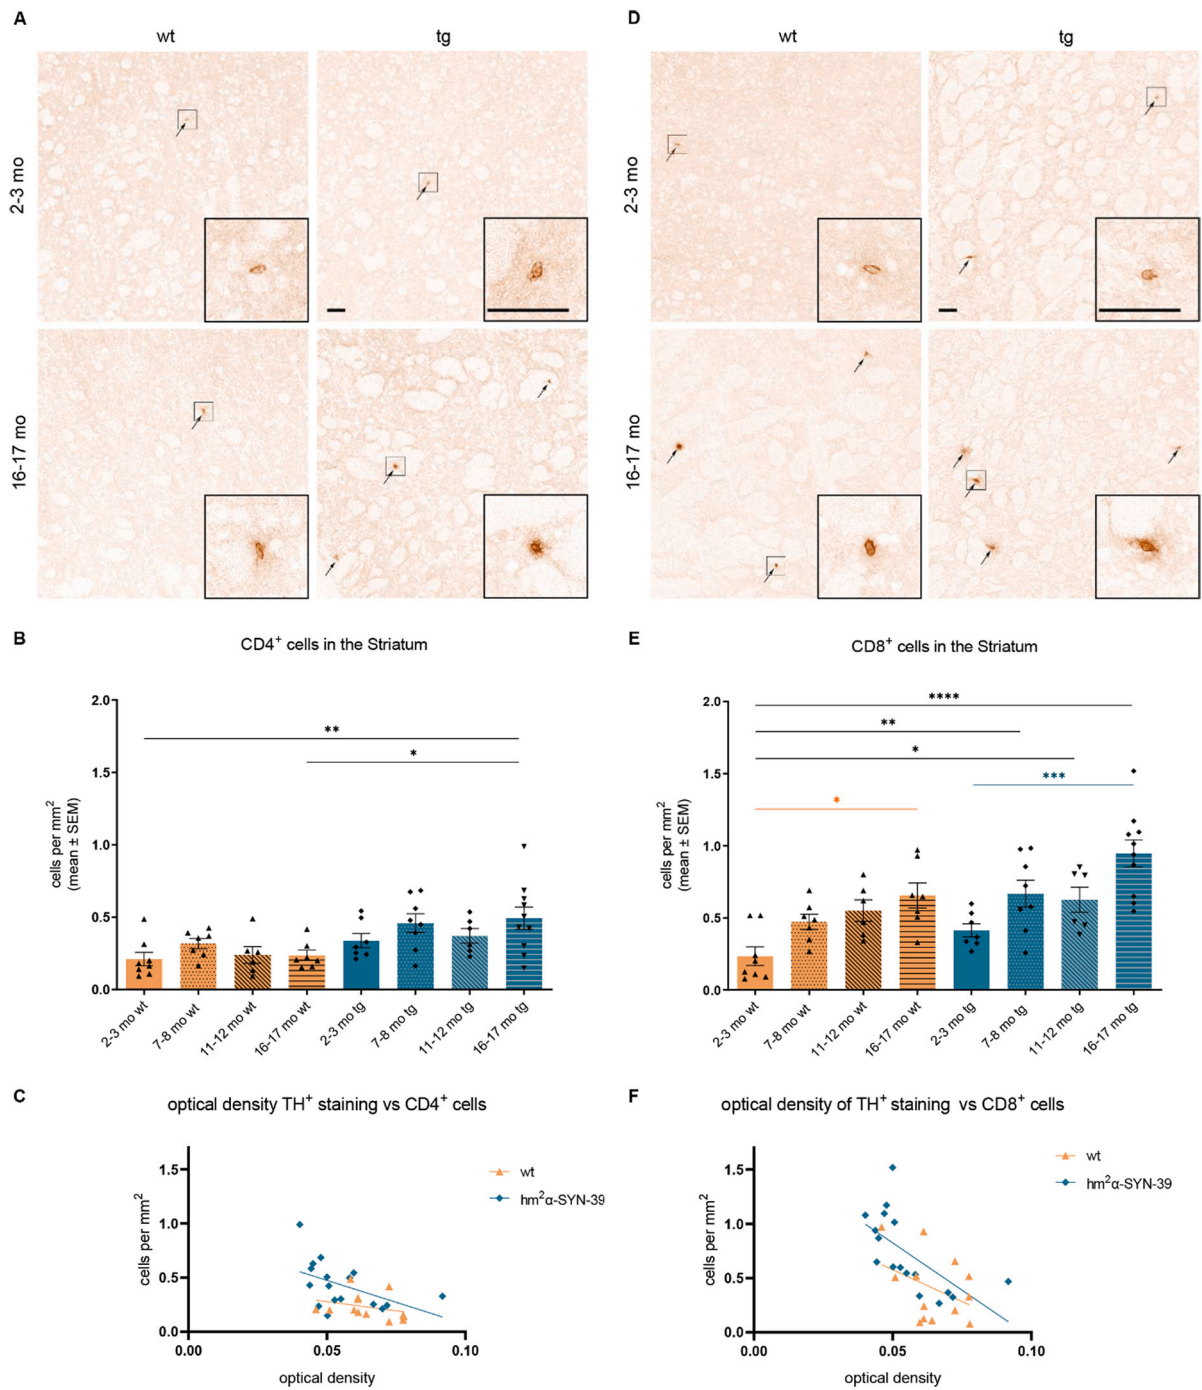 A
wt
tg
2-3 mo
16-17 mo
D
wt
tg
2-3 mo
16-17 mo
B
CD4⁺ cells in the Striatum
cells per mm²
(mean ± SEM)
2.0
1.5
1.0
0.5
0.0
**
*
2-3 mo wt
7-8 mo wt
11-12 mo wt
16-17 mo wt
2-3 mo tg
7-8 mo tg
11-12 mo tg
16-17 mo tg
E
CD8⁺ cells in the Striatum
cells per mm²
(mean ± SEM)
2.0
1.5
1.0
0.5
0.0
****
**
*
***
*
2-3 mo wt
7-8 mo wt
11-12 mo wt
16-17 mo wt
2-3 mo tg
7-8 mo tg
11-12 mo tg
16-17 mo tg
C
optical density TH⁺ staining vs CD4⁺ cells
cells per mm²
1.5
1.0
0.5
0.0
0.00
0.05
0.10
optical density
wt
hm²α-SYN-39
F
optical density of TH⁺ staining vs CD8⁺ cells
cells per mm²
1.5
1.0
0.5
0.0
0.00
0.05
0.10
optical density
wt
hm²α-SYN-39